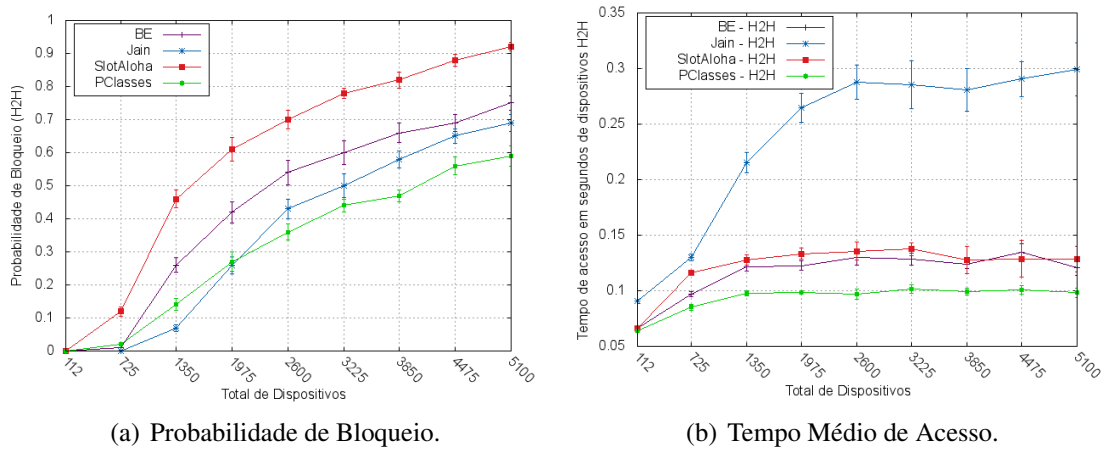 BE
Jain
SlotAloha
PClasses
Probabilidade de Bloqueio (H2H)
1
0.9
0.8
0.7
0.6
0.5
0.4
0.3
0.2
0.1
0
112
725
1350
1975
2600
3225
3850
4475
5100
Total de Dispositivos
(a) Probabilidade de Bloqueio.
BE - H2H
Jain - H2H
SlotAloha - H2H
PClasses - H2H
Tempo de acesso em segundos de dispositivos H2H
0.35
0.3
0.25
0.2
0.15
0.1
0.05
112
725
1350
1975
2600
3225
3850
4475
5100
Total de Dispositivos
(b) Tempo Médio de Acesso.